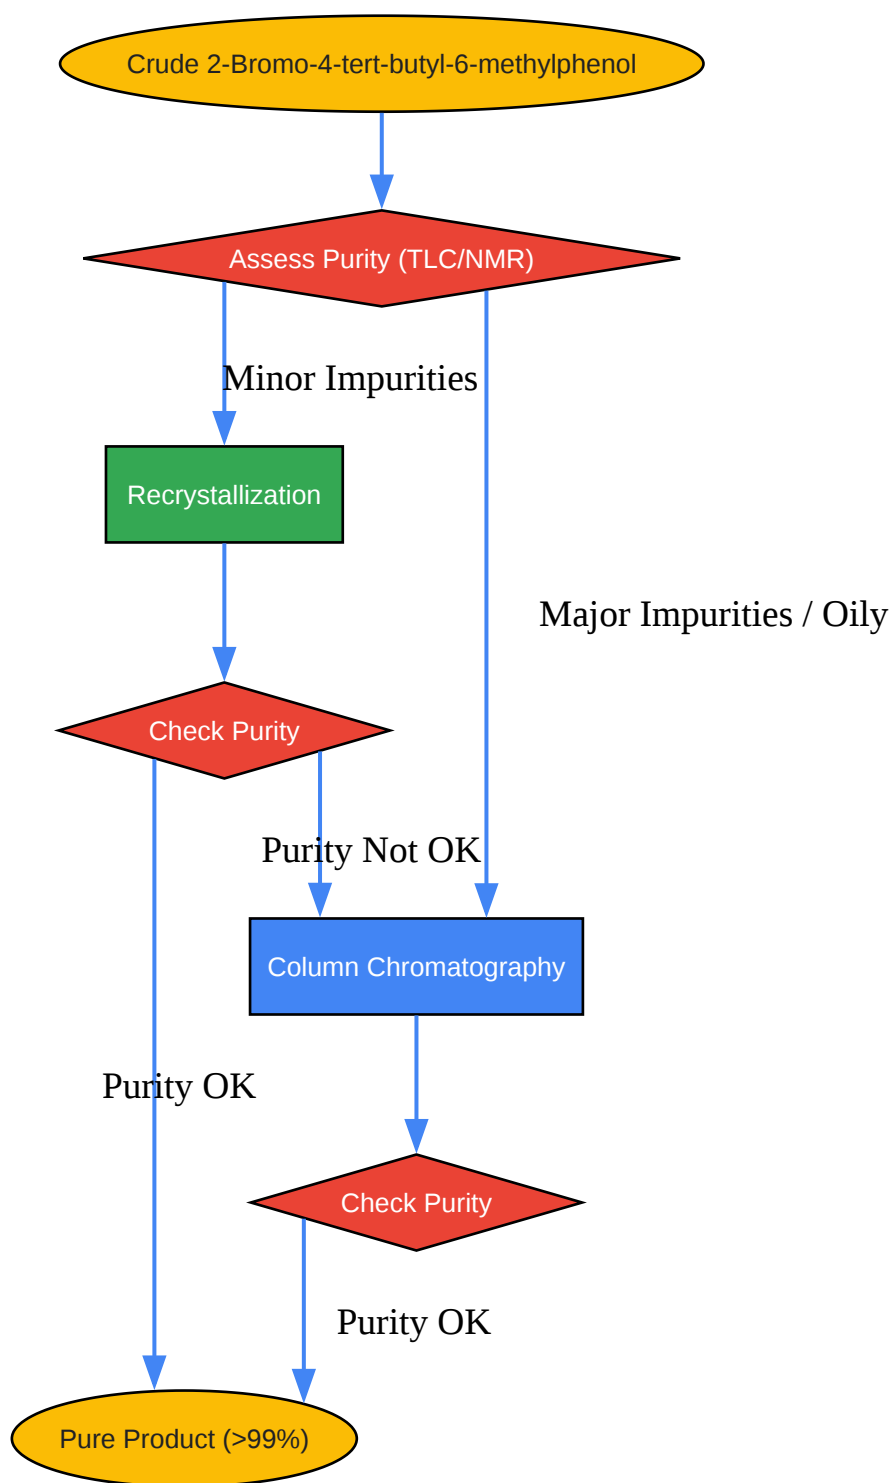 Crude 2-Bromo-4-tert-butyl-6-methylphenol
Assess Purity (TLC/NMR)
Minor Impurities
Recrystallization
Major Impurities / Oily
Check Purity
Purity Not OK
Column Chromatography
Purity OK
Check Purity
Purity OK
Pure Product (>99%)